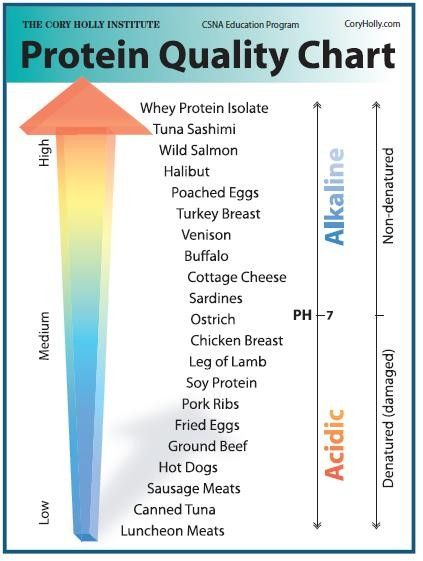 THE CORY HOLLY INSTITUTE CSNA Education Program CoryHolly.com
Protein Quality Chart
High
Medium
Low
Whey Protein Isolate
Tuna Sashimi
Wild Salmon
Halibut
Poached Eggs
Turkey Breast
Venison
Buffalo
Cottage Cheese
Sardines
Ostrich
Chicken Breast
Leg of Lamb
Soy Protein
Pork Ribs
Fried Eggs
Ground Beef
Hot Dogs
Sausage Meats
Canned Tuna
Luncheon Meats
Alkaline
PH 7
Acidic
Non-denatured
Denatured (damaged)